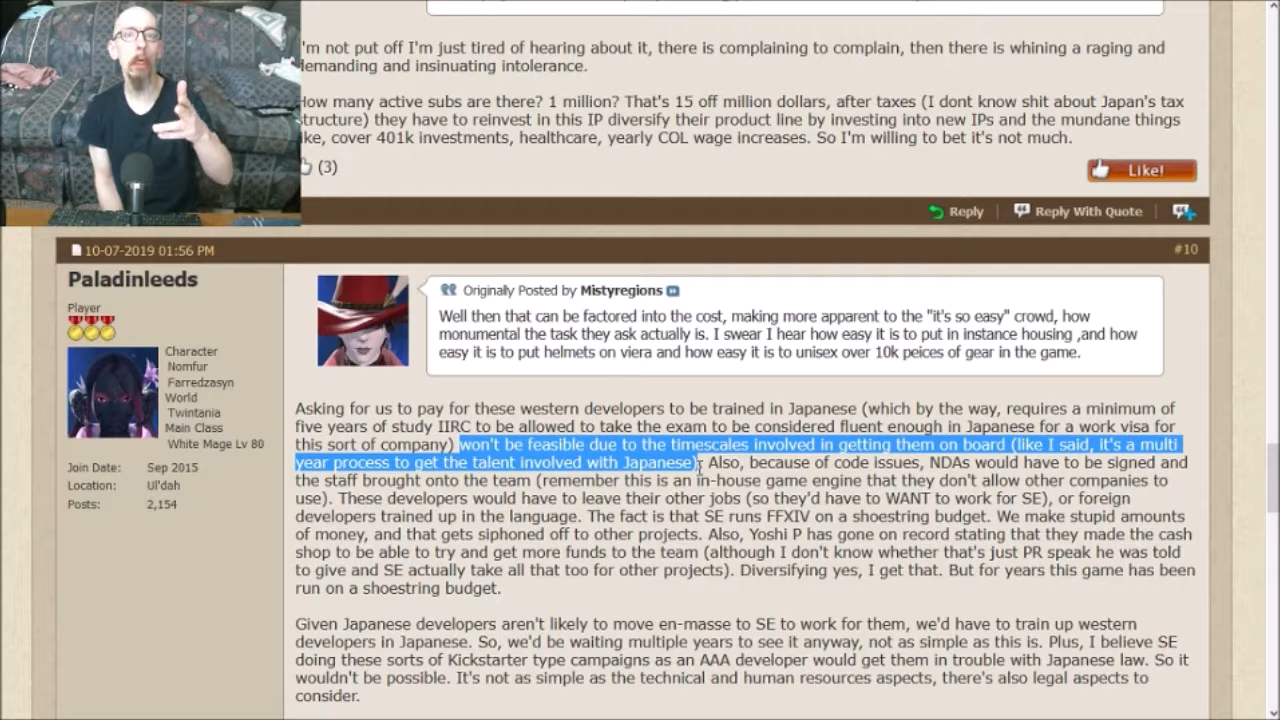 I'm not put off I'm just tired of hearing about it, there is complaining to complain, then there is whining a raging and
demanding and insinuating intolerance.
How many active subs are there? 1 million? That's 15 off million dollars, after taxes (I dont know shit about Japan's tax
structure) they have to reinvest in this IP diversify their product line by investing into new IPs and the mundane things
like, cover 401k investments, healthcare, yearly COL wage increases. So I'm willing to bet it's not much.
(3)
Like!
Reply
Reply With Quote
10-07-2019 01:56 PM
#10
Paladinleeds
Player
Character
Nomfur
Farredzasyn
World
Twintania
Main Class
White Mage Lv 80
Join Date: Sep 2015
Location: Ul'dah
Posts: 2,154
Originally Posted by Mistyregions
Well then that can be factored into the cost, making more apparent to the "it's so easy" crowd, how
monumental the task they ask actually is. I swear I hear how easy it is to put in instance housing ,and how
easy it is to put helmets on viera and how easy it is to unisex over 10k peices of gear in the game.
Asking for us to pay for these western developers to be trained in Japanese (which by the way, requires a minimum of
five years of study IIRC to be allowed to take the exam to be considered fluent enough in Japanese for a work visa for
this sort of company) won't be feasible due to the timescales involved in getting them on board (like I said, it's a multi
year process to get the talent involved with Japanese). Also, because of code issues, NDAs would have to be signed and
the staff brought onto the team (remember this is an in-house game engine that they don't allow other companies to
use). These developers would have to leave their other jobs (so they'd have to WANT to work for SE), or foreign
developers trained up in the language. The fact is that SE runs FFXIV on a shoestring budget. We make stupid amounts
of money, and that gets siphoned off to other projects. Also, Yoshi P has gone on record stating that they made the cash
shop to be able to try and get more funds to the team (although I don't know whether that's just PR speak he was told
to give and SE actually take all that too for other projects). Diversifying yes, I get that. But for years this game has been
run on a shoestring budget.
Given Japanese developers aren't likely to move en-masse to SE to work for them, we'd have to train up western
developers in Japanese. So, we'd be waiting multiple years to see it anyway, not as simple as this is. Plus, I believe SE
doing these sorts of Kickstarter type campaigns as an AAA developer would get them in trouble with Japanese law. So it
wouldn't be possible. It's not as simple as the technical and human resources aspects, there's also legal aspects to
consider.